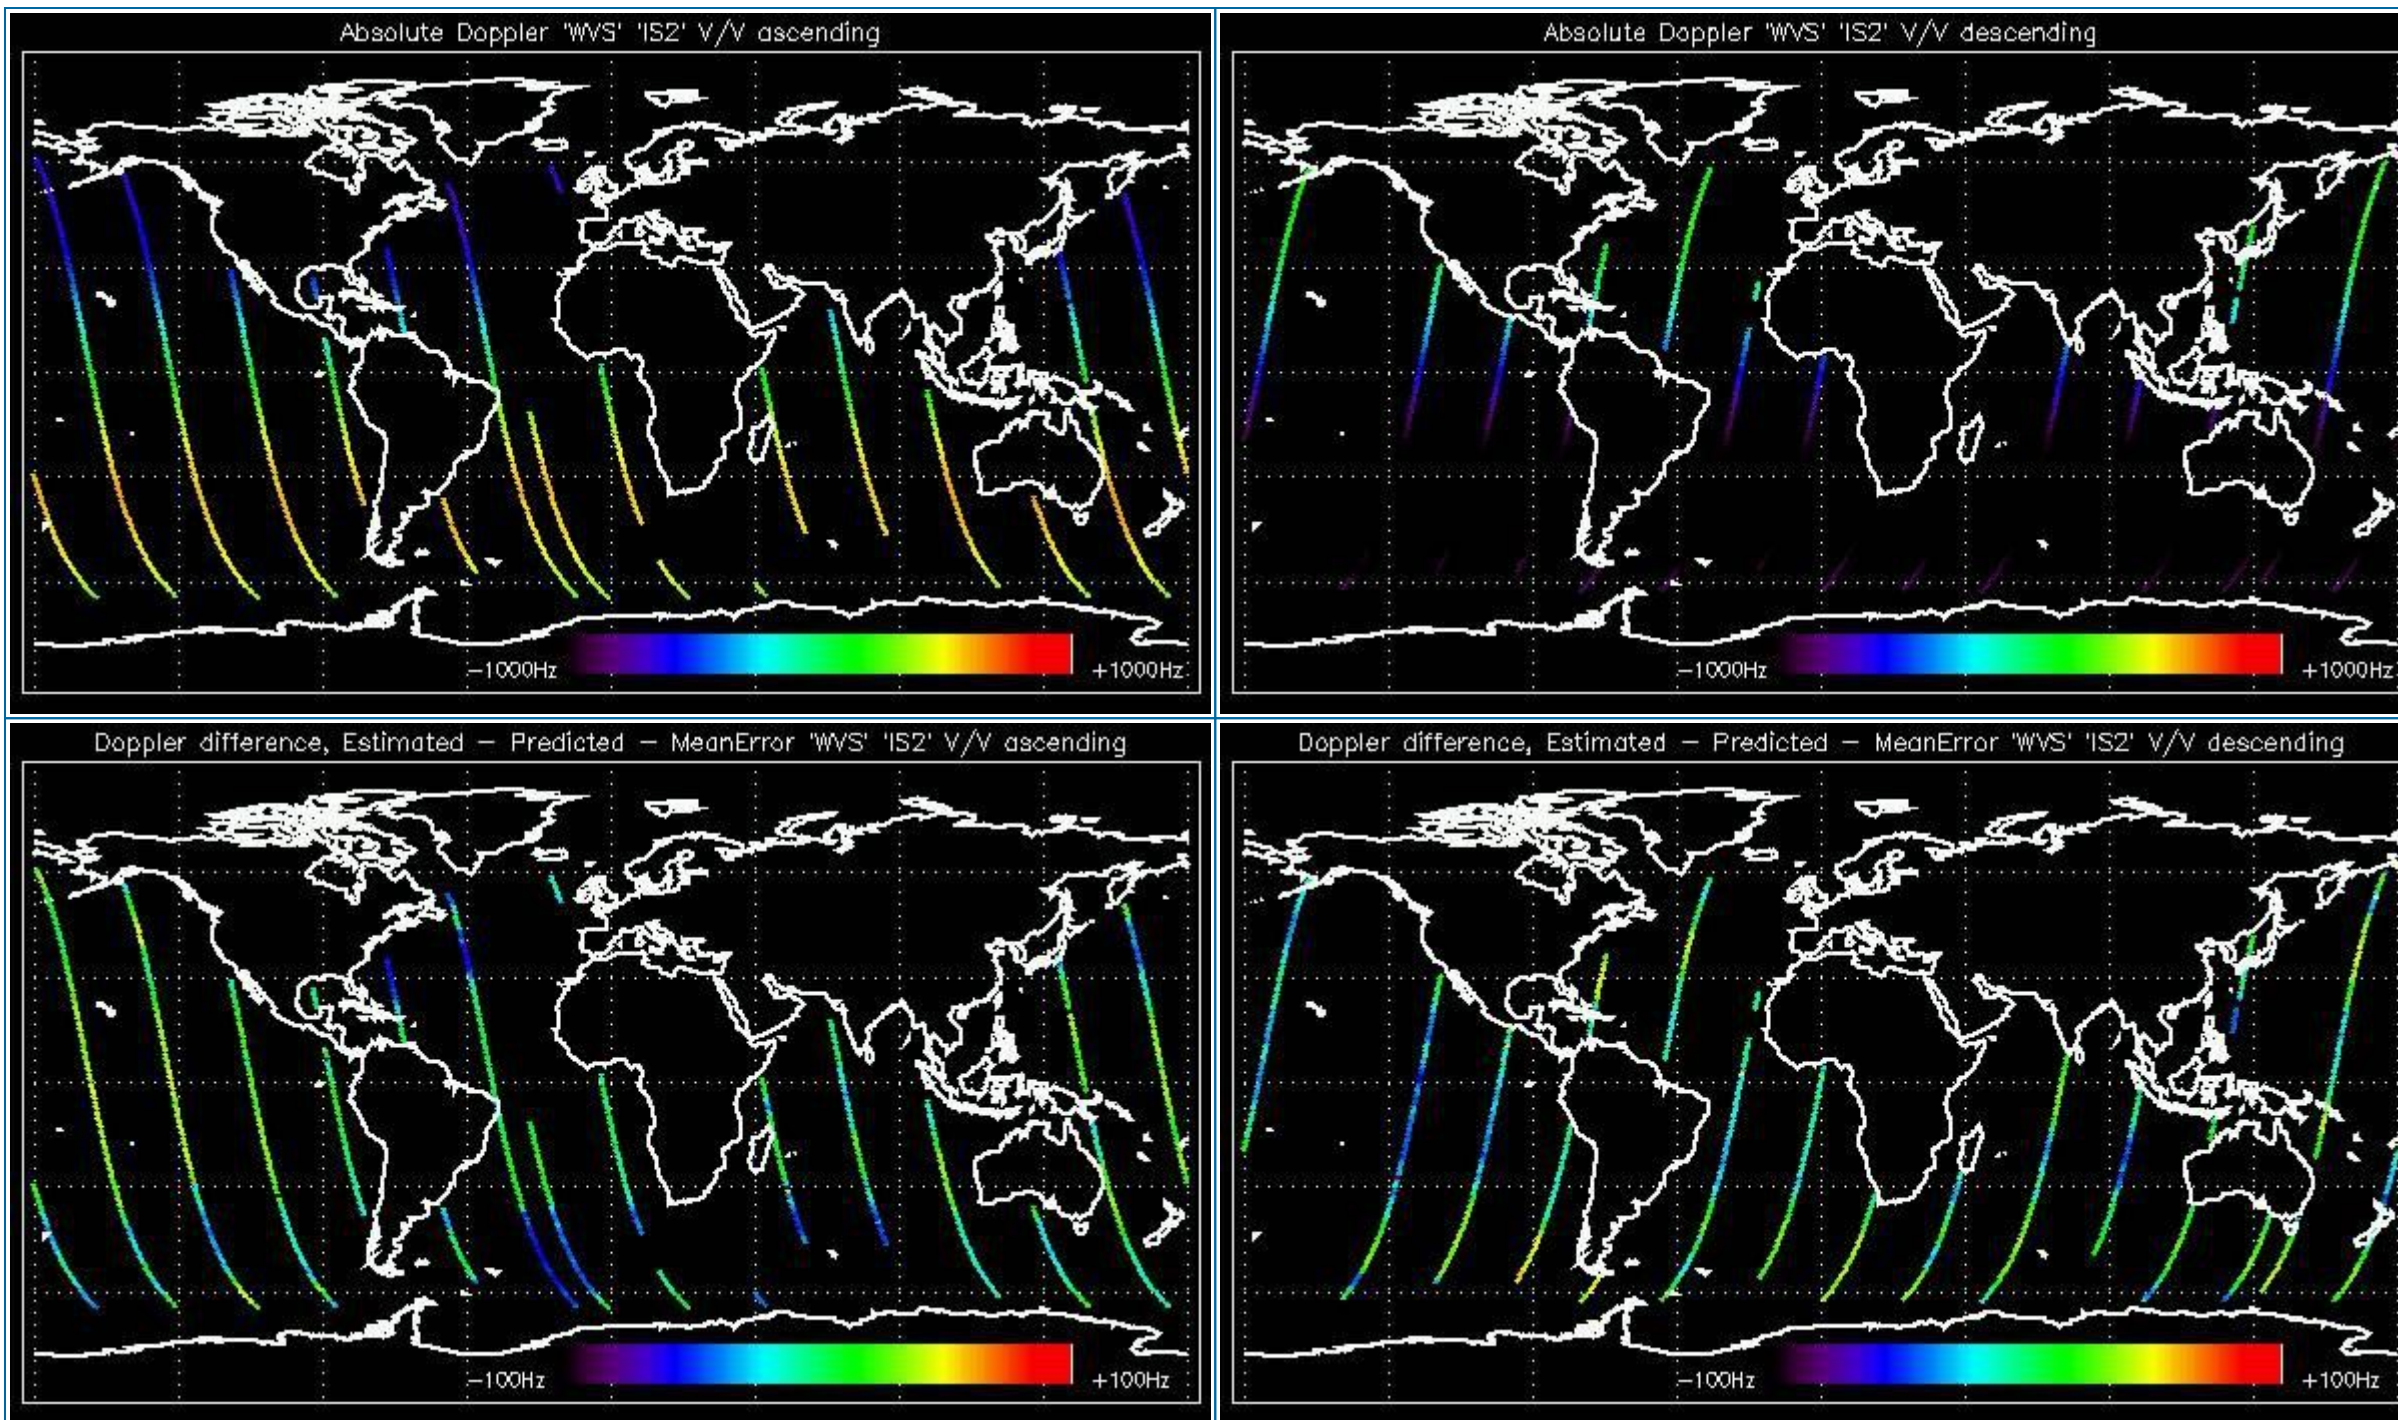 Absolute Doppler 'WVS' 'IS2' V/V ascending
-1000Hz
+1000Hz
Absolute Doppler 'WVS' 'IS2' V/V descending
-1000Hz
+1000Hz
Doppler difference, Estimated - Predicted - MeanError 'WVS' 'IS2' V/V ascending
-100Hz
+100Hz
Doppler difference, Estimated - Predicted - MeanError 'WVS' 'IS2' V/V descending
-100Hz
+100Hz